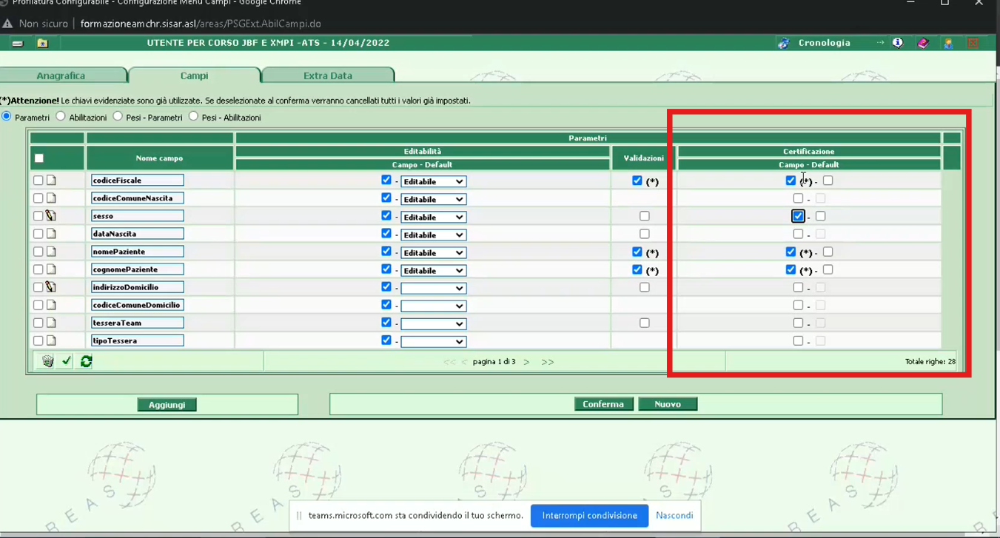 Profilatura Configurabile - Configurazione Menu Campi - Google Chrome
Non sicuro | formazioneamchr.sisar.asl/areas/PSGExt.AbilCampi.do
UTENTE PER CORSO JBF E XMPI -ATS - 14/04/2022 Cronologia
Anagrafica Campi Extra Data
(*)Attenzione! Le chiavi evidenziate sono già utilizzate. Se deselezionate al conferma verranno cancellati tutti i valori già impostati.
Parametri Abilitazioni Pesi - Parametri Pesi - Abilitazioni
Parametri
Nome campo Editabilità Validazioni Certificazione
Campo - Default Campo - Default
codiceFiscale - Editabile (*) (*) -
codiceComuneNascita - Editabile -
sesso - Editabile -
dataNascita - Editabile -
nomePaziente - Editabile (*) (*) -
cognomePaziente - Editabile (*) (*) -
indirizzoDomicilio - -
codiceComuneDomicilio - -
tesseraTeam - -
tipoTessera - -
<< < pagina 1 di 3 > >> Totale righe: 28
Aggiungi Conferma Nuovo
BEAS BEAS BEAS BEAS BEAS
teams.microsoft.com sta condividendo il tuo schermo. Interrompi condivisione Nascondi